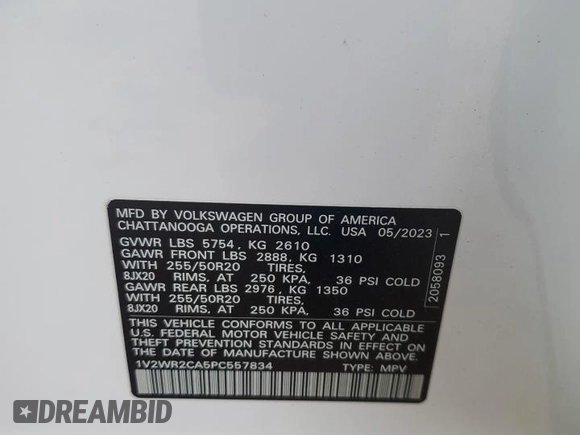 MFD BY VOLKSWAGEN GROUP OF AMERICA
CHATTANOOGA OPERATIONS, LLC. USA 05/2023
GVWR LBS 5754, KG 2610
GAWR FRONT LBS 2888, KG 1310
WITH 255/50R20 TIRES,
8JX20 RIMS, AT 250 KPA, 36 PSI COLD
GAWR REAR LBS 2976, KG 1350
WITH 255/50R20 TIRES,
8JX20 RIMS, AT 250 KPA, 36 PSI COLD
THIS VEHICLE CONFORMS TO ALL APPLICABLE
U.S. FEDERAL MOTOR VEHICLE SAFETY AND
THEFT PREVENTION STANDARDS IN EFFECT ON
THE DATE OF MANUFACTURE SHOWN ABOVE.
1V2WR2CA5PC557834 TYPE: MPV
2058093 1
DREAMBID